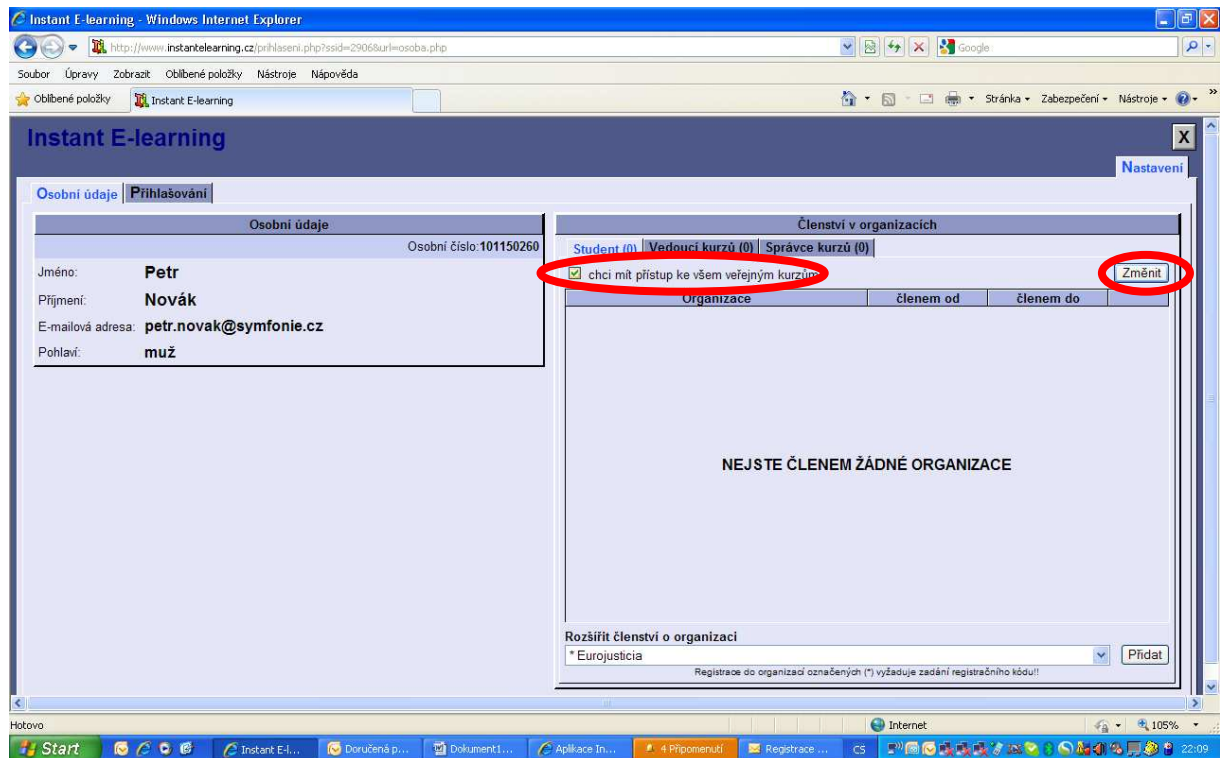 Instant E-learning - Windows Internet Explorer
http://www.instantelearning.cz/prihlaseni.php?ssid=2906&url=osoba.php
Google
Soubor Úpravy Zobrazit Oblíbené položky Nástroje Nápověda
Oblíbené položky Instant E-learning Stránka Zabezpečení Nástroje »
Instant E-learning X
Nastavení
Osobní údaje Přihlašování
Osobní údaje
Osobní číslo:101150260
Jméno: Petr
Příjmení: Novák
E-mailová adresa: petr.novak@symfonie.cz
Pohlaví: muž
Členství v organizacích
Student (0) Vedoucí kurzů (0) Správce kurzů (0)
chci mít přístup ke všem veřejným kurzům Změnit
Organizace členem od členem do
NEJSTE ČLENEM ŽÁDNÉ ORGANIZACE
Rozšířit členství o organizaci
* Eurojusticia Přidat
Registrace do organizací označených (*) vyžaduje zadání registračního kódu!!
Hotovo Internet 105%
Start Instant E-l... Doručená p... Dokument1... Aplikace In... 4 Připomenutí Registrace ... CS 22:09